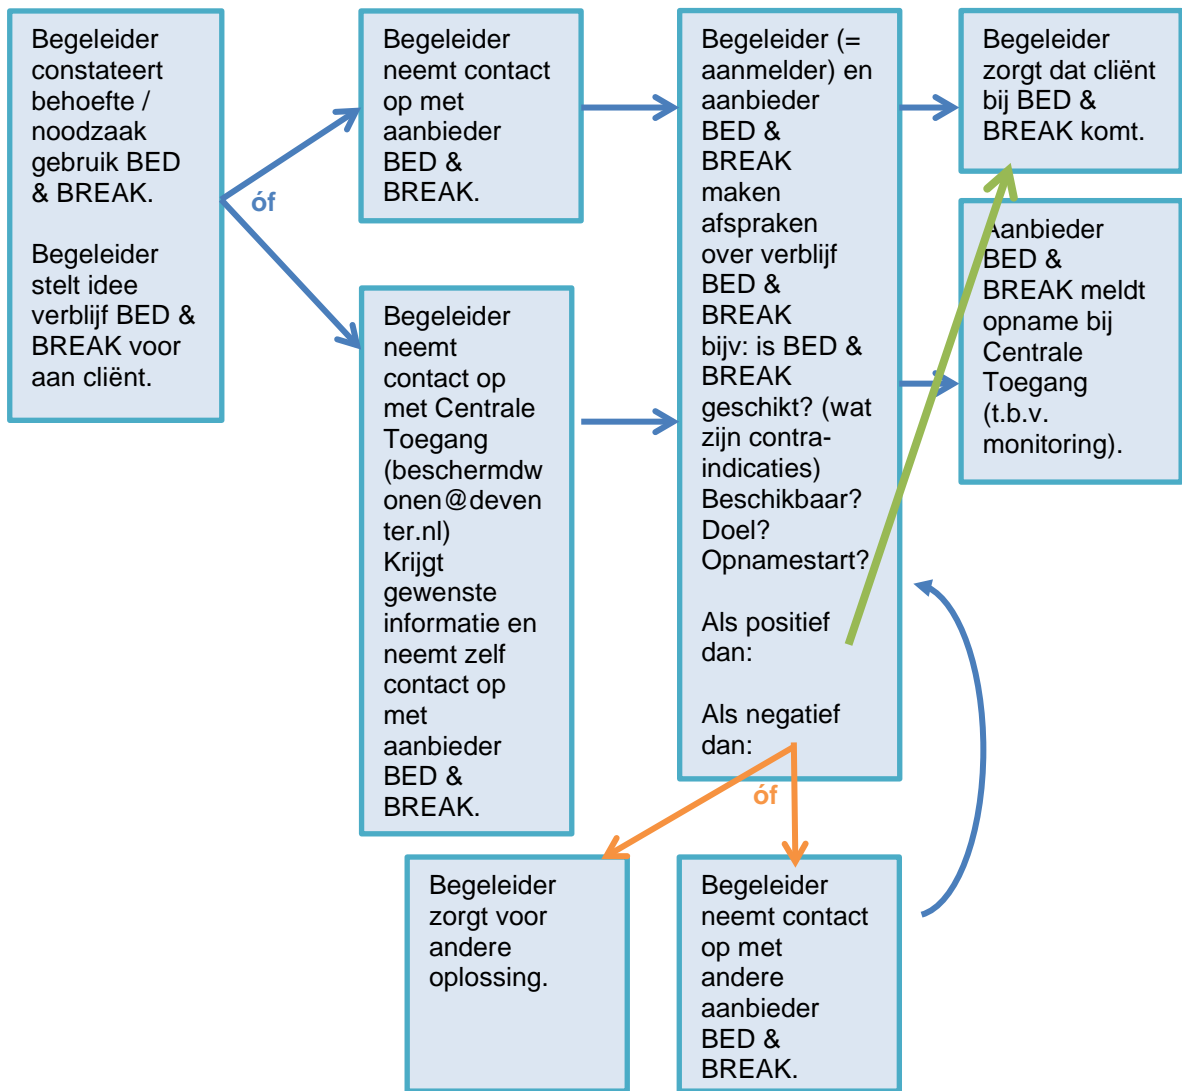 Begeleider
constateert
behoefte /
noodzaak
gebruik BED
& BREAK.
Begeleider
stelt idee
verblijf BED &
BREAK voor
aan cliënt.
óf
Begeleider
neemt contact
op met
aanbieder
BED &
BREAK.
Begeleider
neemt
contact op
met Centrale
Toegang
(beschermdw
onen@deven
ter.nl)
Krijgt
gewenste
informatie en
neemt zelf
contact op
met
aanbieder
BED &
BREAK.
Begeleider (=
aanmelder) en
aanbieder
BED &
BREAK
maken
afspraken
over verblijf
BED &
BREAK
bijv: is BED &
BREAK
geschikt? (wat
zijn contra-
indicaties)
Beschikbaar?
Doel?
Opnamestart?
Als positief
dan:
Als negatief
dan:
Begeleider
zorgt dat cliënt
bij BED &
BREAK komt.
Aanbieder
BED &
BREAK meldt
opname bij
Centrale
Toegang
(t.b.v.
monitoring).
óf
Begeleider
zorgt voor
andere
oplossing.
Begeleider
neemt contact
op met
andere
aanbieder
BED &
BREAK.